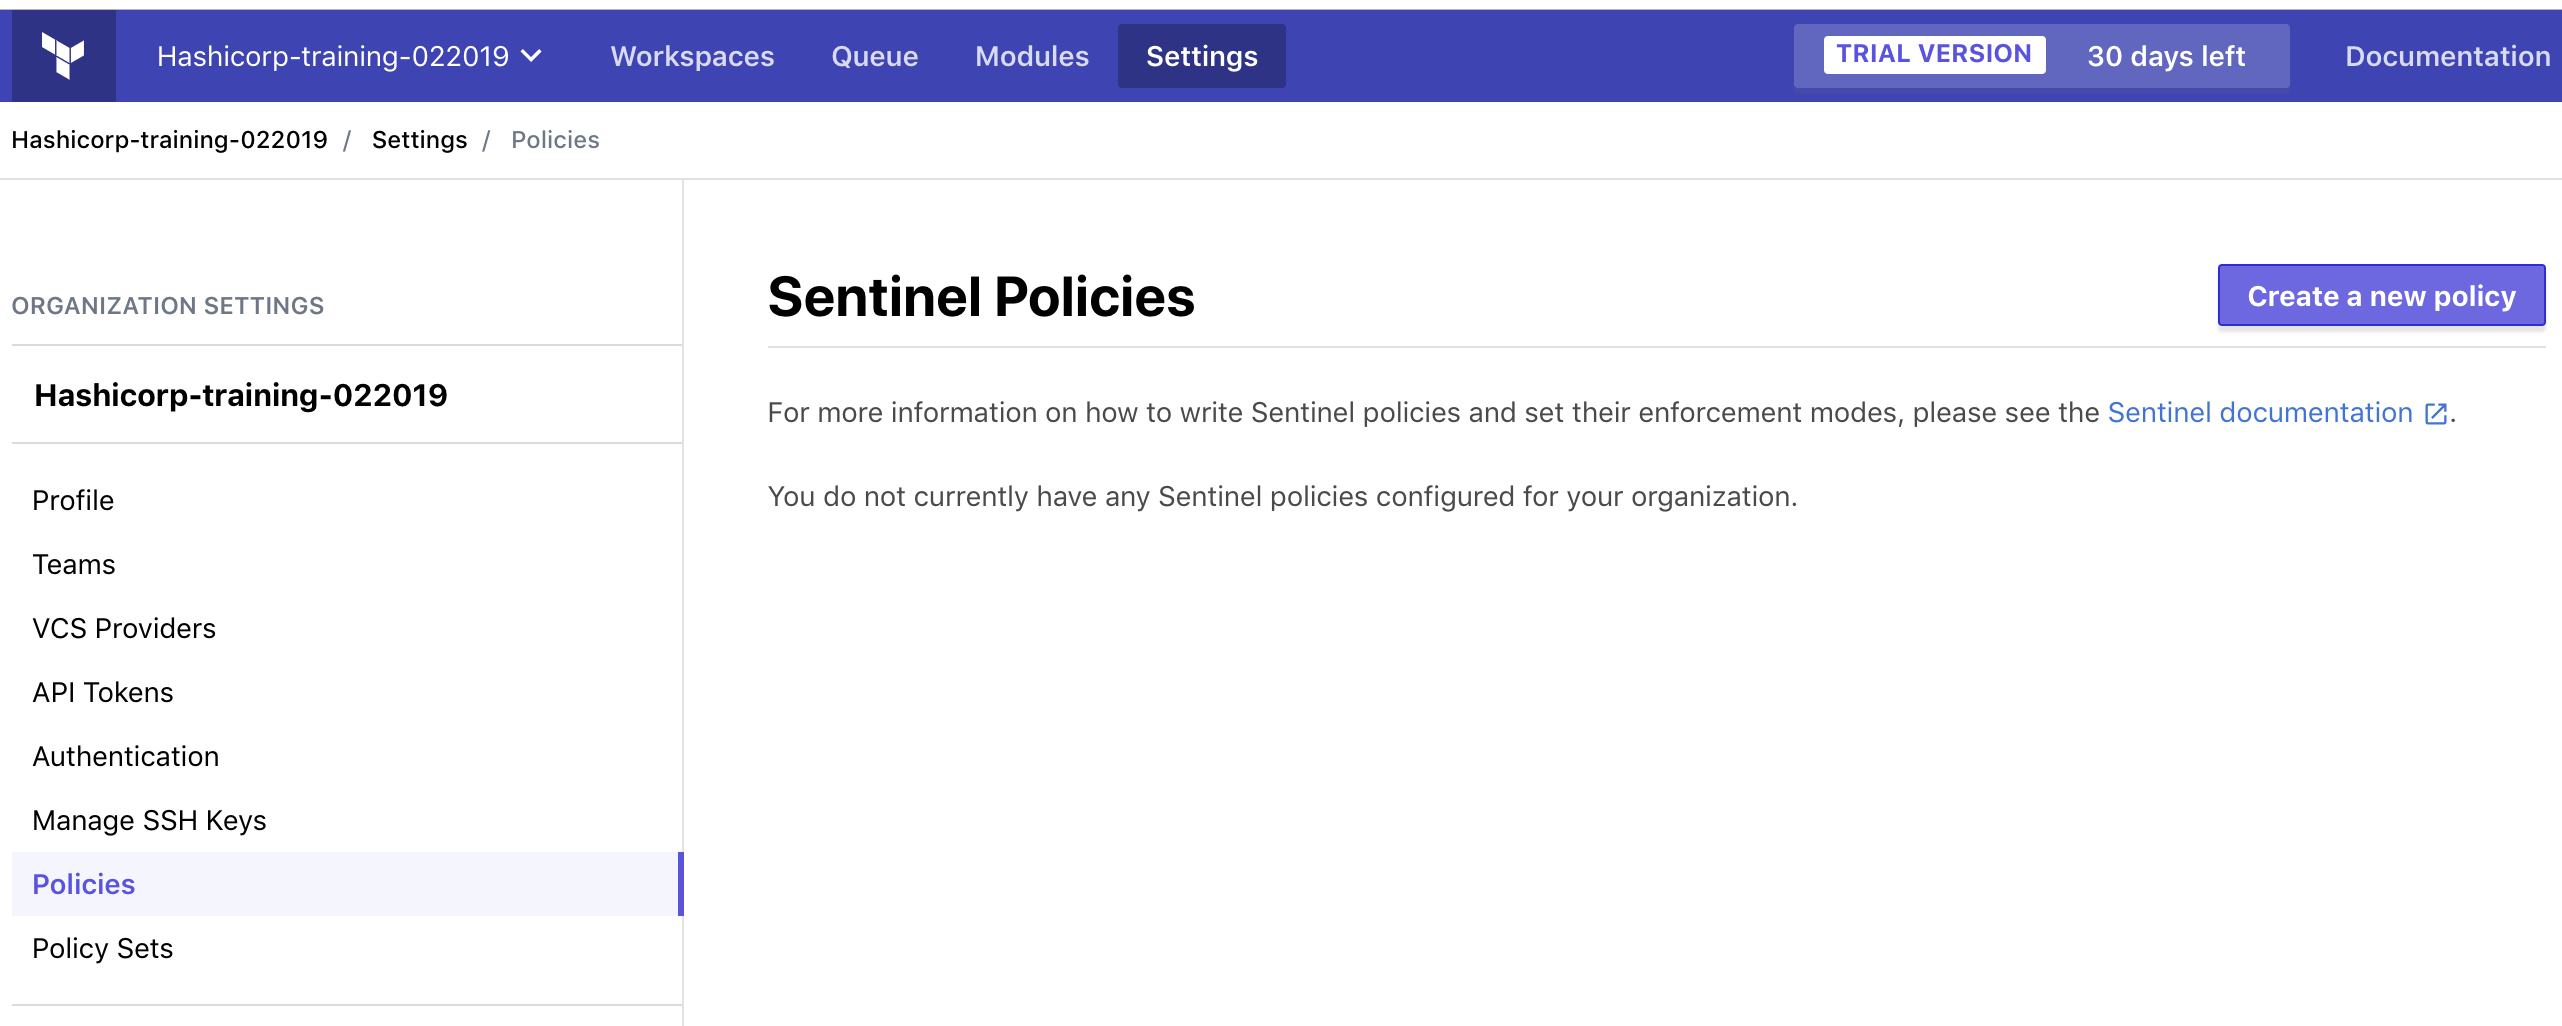 Hashicorp-training-022019 Workspaces Queue Modules Settings TRIAL VERSION 30 days left Documentation
Hashicorp-training-022019 / Settings / Policies
ORGANIZATION SETTINGS
Hashicorp-training-022019
Profile
Teams
VCS Providers
API Tokens
Authentication
Manage SSH Keys
Policies
Policy Sets
Sentinel Policies
Create a new policy
For more information on how to write Sentinel policies and set their enforcement modes, please see the Sentinel documentation .
You do not currently have any Sentinel policies configured for your organization.